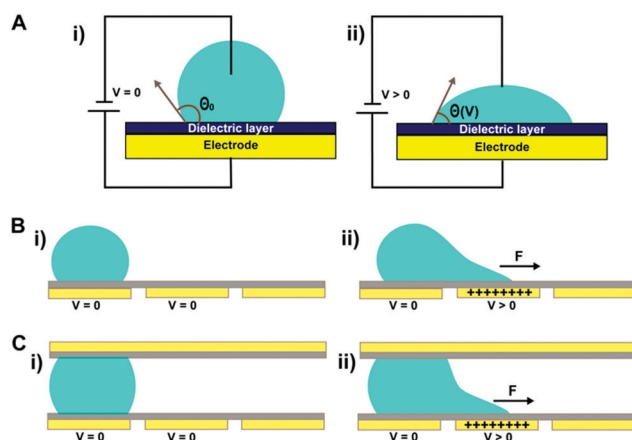 A
i)
V = 0
Θ₀
Dielectric layer
Electrode
ii)
V > 0
Θ(V)
Dielectric layer
Electrode
B
i)
V = 0
V = 0
ii)
F
++++++++
V = 0
V > 0
C
i)
V = 0
V = 0
ii)
F
++++++++
V = 0
V > 0